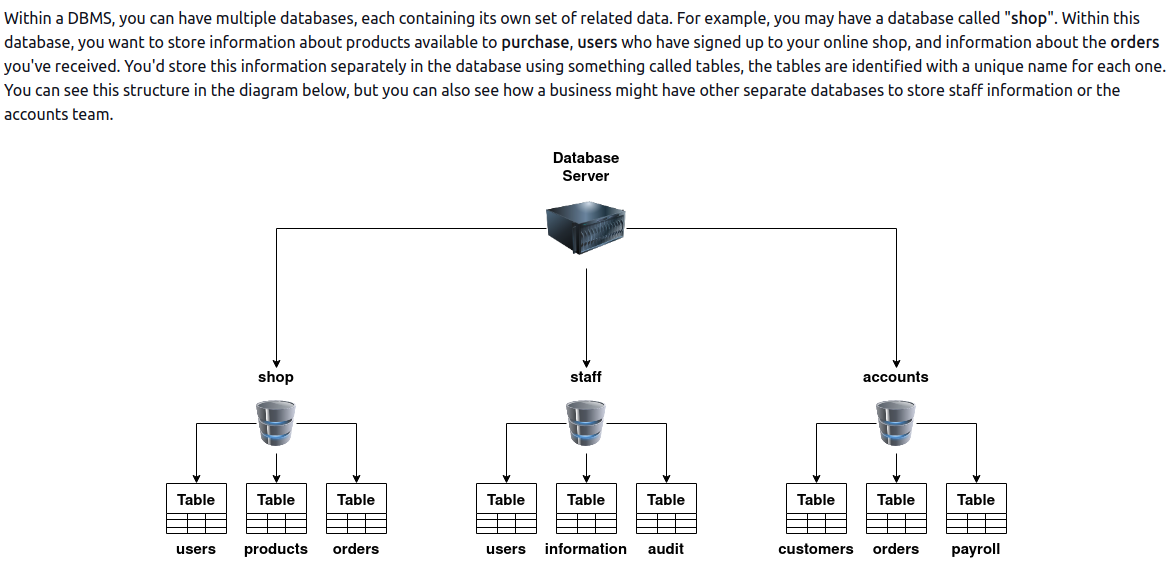 Within a DBMS, you can have multiple databases, each containing its own set of related data. For example, you may have a database called "shop". Within this
database, you want to store information about products available to purchase, users who have signed up to your online shop, and information about the orders
you've received. You'd store this information separately in the database using something called tables, the tables are identified with a unique name for each one.
You can see this structure in the diagram below, but you can also see how a business might have other separate databases to store staff information or the
accounts team.
Database
Server
shop
staff
accounts
Table
Table
Table
Table
Table
Table
Table
Table
Table
users
products
orders
users
information
audit
customers
orders
payroll